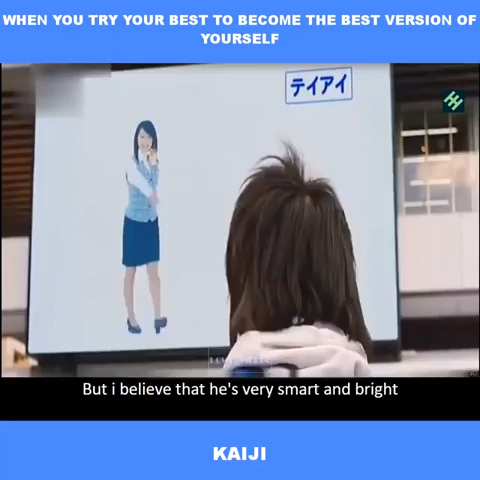 WHEN YOU TRY YOUR BEST TO BECOME THE BEST VERSION OF
YOURSELF
テイアイ
But i believe that he's very smart and bright
KAIJI